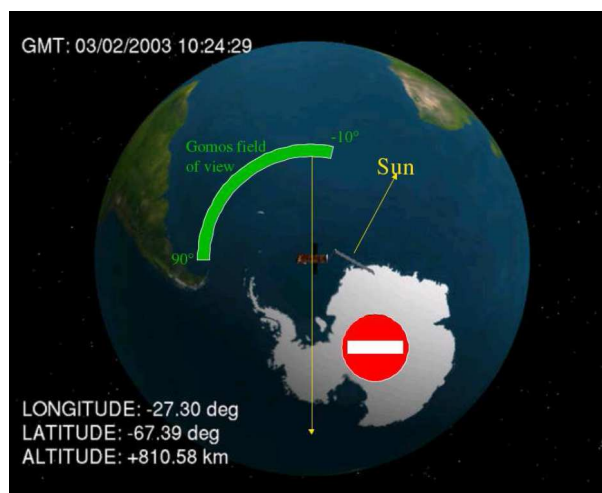 GMT: 03/02/2003 10:24:29
-10°
Gomos field
of view
Sun
90°
LONGITUDE: -27.30 deg
LATITUDE: -67.39 deg
ALTITUDE: +810.58 km